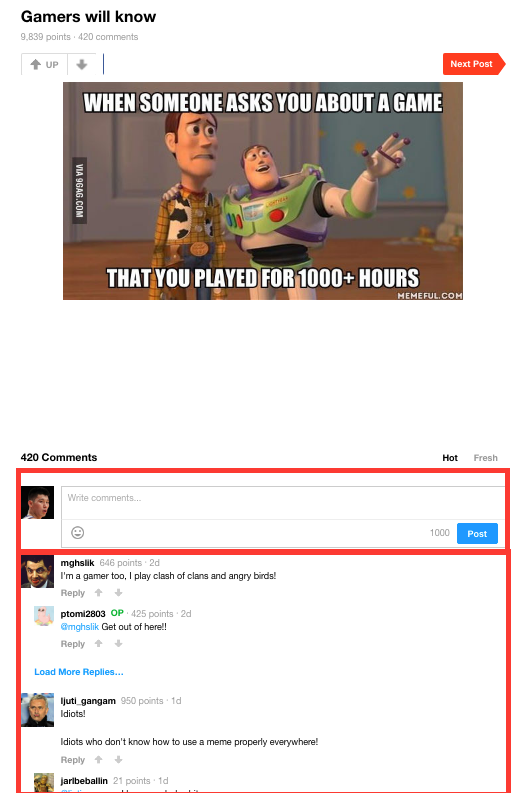 Gamers will know
9,839 points · 420 comments
UP
Next Post
WHEN SOMEONE ASKS YOU ABOUT A GAME
VIA 9GAG.COM
THAT YOU PLAYED FOR 1000+ HOURS
MEMEFUL.COM
420 Comments
Hot Fresh
Write comments...
1000 Post
mghslik 646 points · 2d
I'm a gamer too, I play clash of clans and angry birds!
Reply
ptomi2803 OP · 425 points · 2d
@mghslik Get out of here!!
Reply
Load More Replies...
ljuti_gangam 950 points · 1d
Idiots!
Idiots who don't know how to use a meme properly everywhere!
Reply
jarlbeballin 21 points · 1d